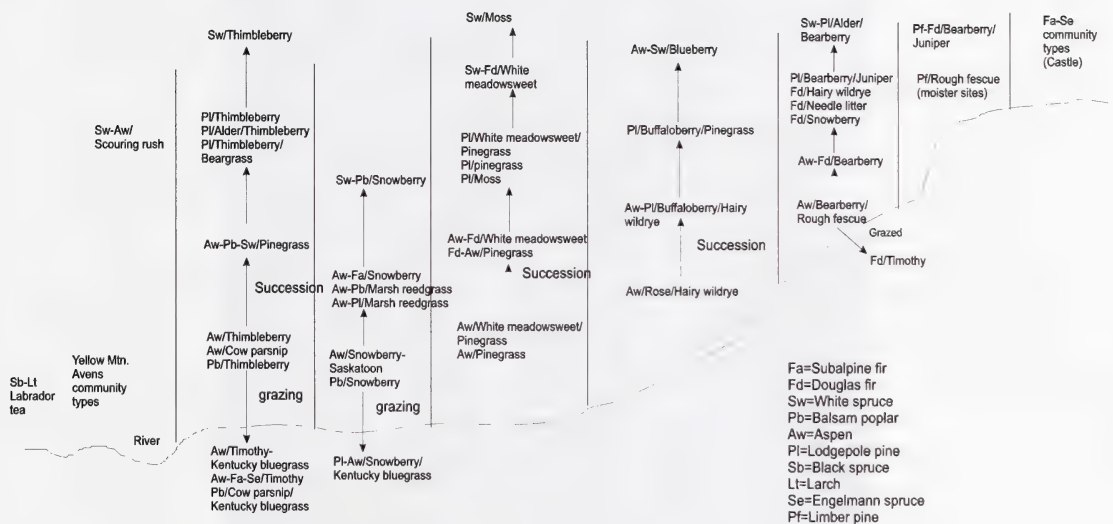 Sb-Lt
Labrador
tea
Yellow Mtn.
Avens
community
types
River
Sw-Aw/
Scouring rush
Sw/Thimbleberry
Pl/Thimbleberry
Pl/Alder/Thimbleberry
Pl/Thimbleberry/
Beargrass
Aw-Pb-Sw/Pinegrass
Succession
Aw/Thimbleberry
Aw/Cow parsnip
Pb/Thimbleberry
grazing
Aw/Timothy-
Kentucky bluegrass
Aw-Fa-Se/Timothy
Pb/Cow parsnip/
Kentucky bluegrass
Sw-Pb/Snowberry
Aw-Fa/Snowberry
Aw-Pb/Marsh reedgrass
Aw-Pl/Marsh reedgrass
Aw/Snowberry-
Saskatoon
Pb/Snowberry
grazing
Pl-Aw/Snowberry/
Kentucky bluegrass
Sw/Moss
Sw-Fd/White
meadowsweet
Pl/White meadowsweet/
Pinegrass
Pl/pinegrass
Pl/Moss
Aw-Fd/White meadowsweet
Fd-Aw/Pinegrass
Succession
Aw/White meadowsweet/
Pinegrass
Aw/Pinegrass
Aw-Sw/Blueberry
Pl/Buffaloberry/Pinegrass
Aw-Pl/Buffaloberry/Hairy
wildrye
Succession
Aw/Rose/Hairy wildrye
Sw-Pl/Alder/
Bearberry
Pl/Bearberry/Juniper
Fd/Hairy wildrye
Fd/Needle litter
Fd/Snowberry
Aw-Fd/Bearberry
Aw/Bearberry/
Rough fescue
Grazed
Fd/Timothy
Pf-Fd/Bearberry/
Juniper
Pf/Rough fescue
(moister sites)
Fa-Se
community
types
(Castle)
Fa=Subalpine fir
Fd=Douglas fir
Sw=White spruce
Pb=Balsam poplar
Aw=Aspen
Pl=Lodgepole pine
Sb=Black spruce
Lt=Larch
Se=Engelmann spruce
Pf=Limber pine